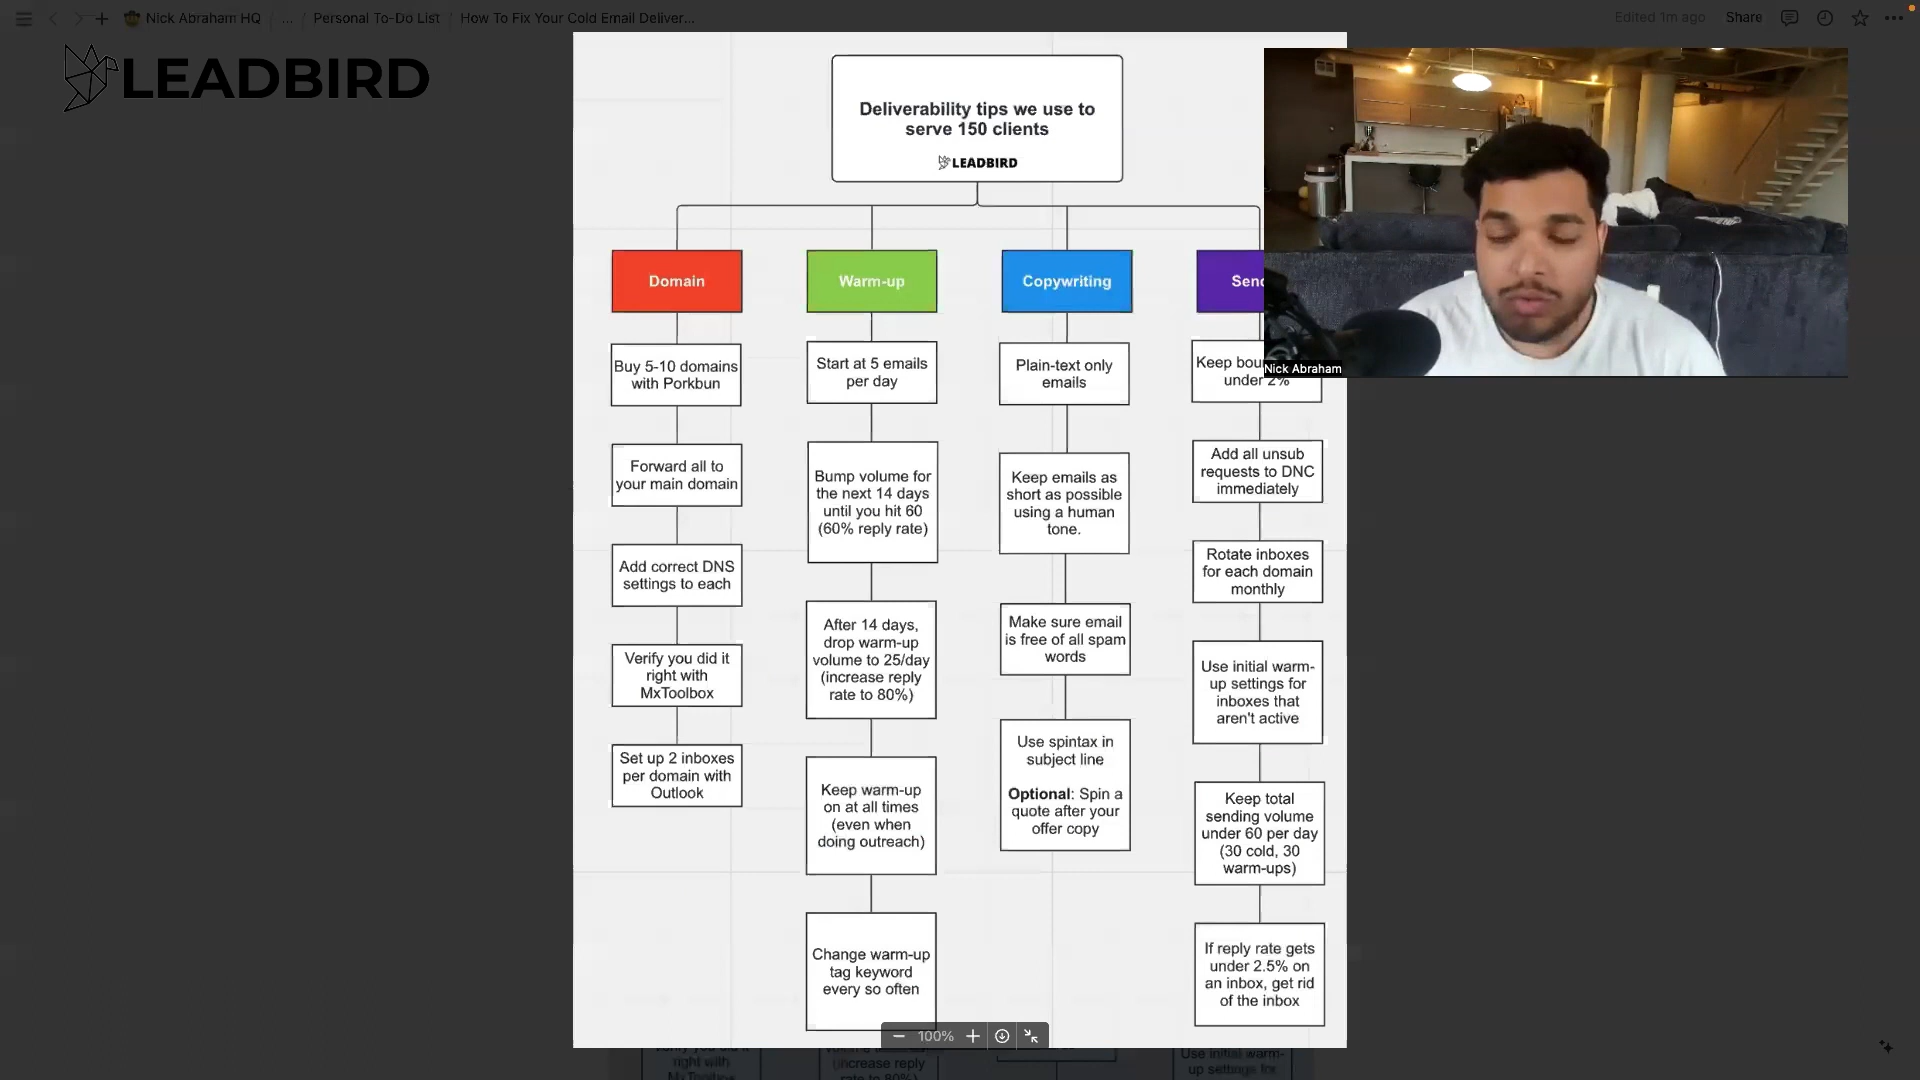 Nick Abraham HQ
...
Personal To-Do List
How To Fix Your Cold Email Deliver...
Edited 1m ago
Share
LEADBIRD
Deliverability tips we use to
serve 150 clients
LEADBIRD
Domain
Buy 5-10 domains
with Porkbun
Forward all to
your main domain
Add correct DNS
settings to each
Verify you did it
right with
MxToolbox
Set up 2 inboxes
per domain with
Outlook
Warm-up
Start at 5 emails
per day
Bump volume for
the next 14 days
until you hit 60
(60% reply rate)
After 14 days,
drop warm-up
volume to 25/day
(increase reply
rate to 80%)
Keep warm-up
on at all times
(even when
doing outreach)
Change warm-up
tag keyword
every so often
Copywriting
Plain-text only
emails
Keep emails as
short as possible
using a human
tone.
Make sure email
is free of all spam
words
Use spintax in
subject line
Optional: Spin a
quote after your
offer copy
Send
Keep bou
under 2%
Add all unsub
requests to DNC
immediately
Rotate inboxes
for each domain
monthly
Use initial warm-
up settings for
inboxes that
aren't active
Keep total
sending volume
under 60 per day
(30 cold, 30
warm-ups)
If reply rate gets
under 2.5% on
an inbox, get rid
of the inbox
Nick Abraham
100%
right with
(increase reply
Use initial warm-
up settings for